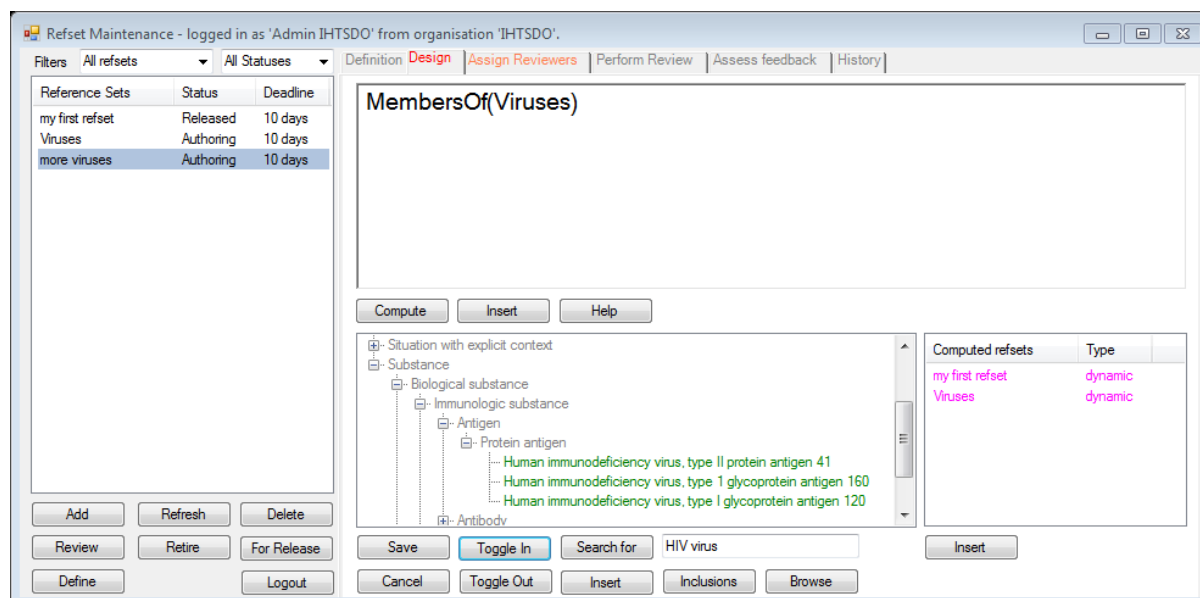 Refset Maintenance - logged in as 'Admin IHTSDO' from organisation 'IHTSDO'.
Filters All refsets All Statuses
Definition Design Assign Reviewers Perform Review Assess feedback History
Reference Sets Status Deadline
my first refset Released 10 days
Viruses Authoring 10 days
more viruses Authoring 10 days
MembersOf(Viruses)
Compute Insert Help
Situation with explicit context
Substance
Biological substance
Immunologic substance
Antigen
Protein antigen
Human immunodeficiency virus, type II protein antigen 41
Human immunodeficiency virus, type 1 glycoprotein antigen 160
Human immunodeficiency virus, type I glycoprotein antigen 120
Antibody
Computed refsets Type
my first refset dynamic
Viruses dynamic
Add Refresh Delete
Review Retire For Release
Define Logout
Save Toggle In Search for HIV virus
Cancel Toggle Out Insert Inclusions Browse
Insert